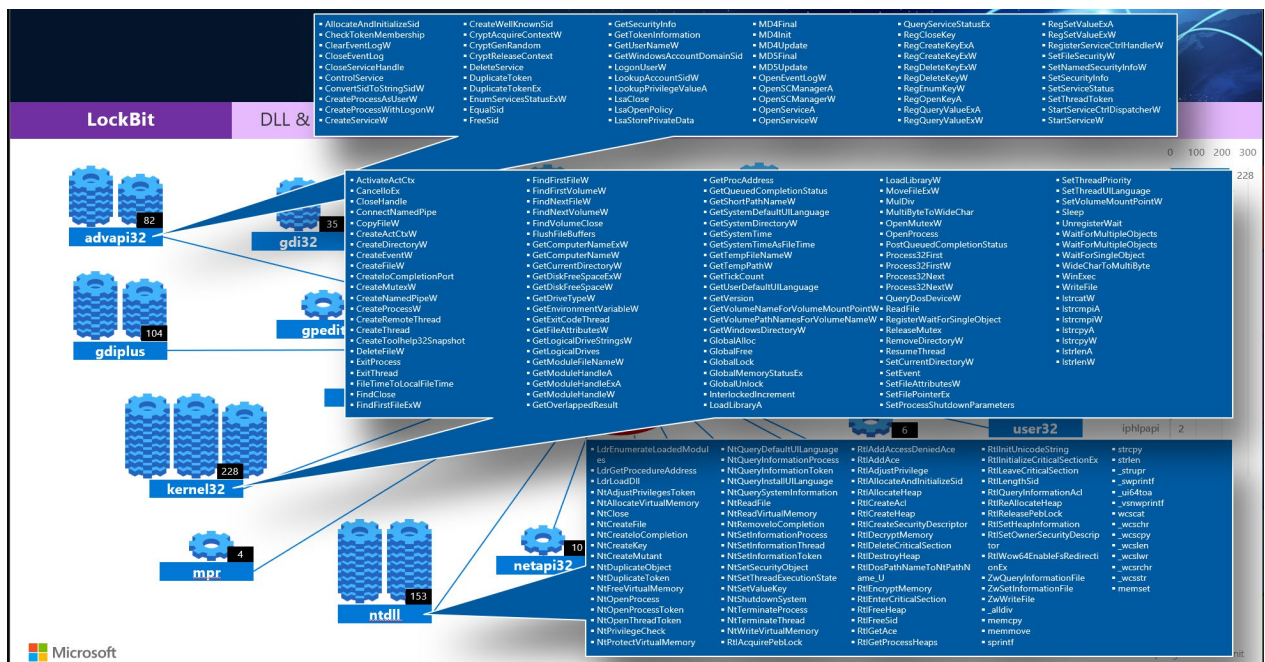 ▪ AllocateAndInitializeSid
▪ CheckTokenMembership
▪ ClearEventLogW
▪ CloseEventLog
▪ CloseServiceHandle
▪ ControlService
▪ ConvertSidToStringSidW
▪ CreateProcessAsUserW
▪ CreateProcessWithLogonW
▪ CreateServiceW
▪ CreateWellKnownSid
▪ CryptAcquireContextW
▪ CryptGenRandom
▪ CryptReleaseContext
▪ DeleteService
▪ DuplicateToken
▪ DuplicateTokenEx
▪ EnumServicesStatusExW
▪ EqualSid
▪ FreeSid
▪ GetSecurityInfo
▪ GetTokenInformation
▪ GetUserNameW
▪ GetWindowsAccountDomainSid
▪ LogonUserW
▪ LookupAccountSidW
▪ LookupPrivilegeValueA
▪ LsaClose
▪ LsaOpenPolicy
▪ LsaStorePrivateData
▪ MD4Final
▪ MD4Init
▪ MD4Update
▪ MD5Final
▪ MD5Update
▪ OpenEventLogW
▪ OpenSCManagerA
▪ OpenSCManagerW
▪ OpenServiceA
▪ OpenServiceW
▪ QueryServiceStatusEx
▪ RegCloseKey
▪ RegCreateKeyExA
▪ RegCreateKeyExW
▪ RegDeleteKeyExW
▪ RegDeleteKeyW
▪ RegEnumKeyW
▪ RegOpenKeyA
▪ RegQueryValueExA
▪ RegQueryValueExW
▪ RegSetValueExA
▪ RegSetValueExW
▪ RegisterServiceCtrlHandlerW
▪ SetFileSecurityW
▪ SetNamedSecurityInfoW
▪ SetSecurityInfo
▪ SetServiceStatus
▪ SetThreadToken
▪ StartServiceCtrlDispatcherW
▪ StartServiceW
LockBit
DLL &
0 100 200 300
228
82
advapi32
35
gdi32
104
gdiplus
gpedit
228
kernel32
4
mpr
153
ntdll
10
netapi32
6
user32
iphlpapi 2
▪ ActivateActCtx
▪ CancelIoEx
▪ CloseHandle
▪ ConnectNamedPipe
▪ CopyFileW
▪ CreateActCtxW
▪ CreateDirectoryW
▪ CreateEventW
▪ CreateFileW
▪ CreateIoCompletionPort
▪ CreateMutexW
▪ CreateNamedPipeW
▪ CreateProcessW
▪ CreateRemoteThread
▪ CreateThread
▪ CreateToolhelp32Snapshot
▪ DeleteFileW
▪ ExitProcess
▪ ExitThread
▪ FileTimeToLocalFileTime
▪ FindClose
▪ FindFirstFileExW
▪ FindFirstFileW
▪ FindFirstVolumeW
▪ FindNextFileW
▪ FindNextVolumeW
▪ FindVolumeClose
▪ FlushFileBuffers
▪ GetComputerNameExW
▪ GetComputerNameW
▪ GetCurrentDirectoryW
▪ GetDiskFreeSpaceExW
▪ GetDiskFreeSpaceW
▪ GetDriveTypeW
▪ GetEnvironmentVariableW
▪ GetExitCodeThread
▪ GetFileAttributesW
▪ GetLogicalDriveStringsW
▪ GetLogicalDrives
▪ GetModuleFileNameW
▪ GetModuleHandleA
▪ GetModuleHandleExA
▪ GetModuleHandleW
▪ GetOverlappedResult
▪ GetProcAddress
▪ GetQueuedCompletionStatus
▪ GetShortPathNameW
▪ GetSystemDefaultUILanguage
▪ GetSystemDirectoryW
▪ GetSystemTime
▪ GetSystemTimeAsFileTime
▪ GetTempFileNameW
▪ GetTempPathW
▪ GetTickCount
▪ GetUserDefaultUILanguage
▪ GetVersion
▪ GetVolumeNameForVolumeMountPointW
▪ GetVolumePathNamesForVolumeNameW
▪ GetWindowsDirectoryW
▪ GlobalAlloc
▪ GlobalFree
▪ GlobalLock
▪ GlobalMemoryStatusEx
▪ GlobalUnlock
▪ InterlockedIncrement
▪ LoadLibraryA
▪ LoadLibraryW
▪ MoveFileExW
▪ MulDiv
▪ MultiByteToWideChar
▪ OpenMutexW
▪ OpenProcess
▪ PostQueuedCompletionStatus
▪ Process32First
▪ Process32FirstW
▪ Process32Next
▪ Process32NextW
▪ QueryDosDeviceW
▪ ReadFile
▪ RegisterWaitForSingleObject
▪ ReleaseMutex
▪ RemoveDirectoryW
▪ ResumeThread
▪ SetCurrentDirectoryW
▪ SetEvent
▪ SetFileAttributesW
▪ SetFilePointerEx
▪ SetProcessShutdownParameters
▪ SetThreadPriority
▪ SetThreadUILanguage
▪ SetVolumeMountPointW
▪ Sleep
▪ UnregisterWait
▪ WaitForMultipleObjects
▪ WaitForMultipleObjects
▪ WaitForSingleObject
▪ WideCharToMultiByte
▪ WinExec
▪ WriteFile
▪ lstrcatW
▪ lstrcmpiA
▪ lstrcmpiW
▪ lstrcpyA
▪ lstrcpyW
▪ lstrlenA
▪ lstrlenW
▪ LdrEnumerateLoadedModul
es
▪ LdrGetProcedureAddress
▪ LdrLoadDll
▪ NtAdjustPrivilegesToken
▪ NtAllocateVirtualMemory
▪ NtClose
▪ NtCreateFile
▪ NtCreateIoCompletion
▪ NtCreateKey
▪ NtCreateMutant
▪ NtDuplicateObject
▪ NtDuplicateToken
▪ NtFreeVirtualMemory
▪ NtOpenProcess
▪ NtOpenProcessToken
▪ NtOpenThreadToken
▪ NtPrivilegeCheck
▪ NtProtectVirtualMemory
▪ NtQueryDefaultUILanguage
▪ NtQueryInformationProcess
▪ NtQueryInformationToken
▪ NtQueryInstallUILanguage
▪ NtQuerySystemInformation
▪ NtReadFile
▪ NtReadVirtualMemory
▪ NtRemoveIoCompletion
▪ NtSetInformationProcess
▪ NtSetInformationThread
▪ NtSetInformationToken
▪ NtSetSecurityObject
▪ NtSetThreadExecutionState
▪ NtSetValueKey
▪ NtShutdownSystem
▪ NtTerminateProcess
▪ NtTerminateThread
▪ NtWriteVirtualMemory
▪ RtlAcquirePebLock
▪ RtlAddAccessDeniedAce
▪ RtlAddAce
▪ RtlAdjustPrivilege
▪ RtlAllocateAndInitializeSid
▪ RtlAllocateHeap
▪ RtlCreateAcl
▪ RtlCreateHeap
▪ RtlCreateSecurityDescriptor
▪ RtlDecryptMemory
▪ RtlDeleteCriticalSection
▪ RtlDestroyHeap
▪ RtlDosPathNameToNtPathN
ame_U
▪ RtlEncryptMemory
▪ RtlEnterCriticalSection
▪ RtlFreeHeap
▪ RtlFreeSid
▪ RtlGetAce
▪ RtlGetProcessHeaps
▪ RtlInitUnicodeString
▪ RtlInitializeCriticalSectionEx
▪ RtlLeaveCriticalSection
▪ RtlLengthSid
▪ RtlQueryInformationAcl
▪ RtlReAllocateHeap
▪ RtlReleasePebLock
▪ RtlSetHeapInformation
▪ RtlSetOwnerSecurityDescrip
tor
▪ RtlWow64EnableFsRedirecti
onEx
▪ ZwQueryInformationFile
▪ ZwSetInformationFile
▪ ZwWriteFile
▪ _alldiv
▪ memcpy
▪ memmove
▪ sprintf
▪ strcpy
▪ strlen
▪ _strupr
▪ _swprintf
▪ _ui64toa
▪ _vsnwprintf
▪ wcscat
▪ _wcschr
▪ _wcscpy
▪ _wcslen
▪ _wcslwr
▪ _wcsrchr
▪ _wcsstr
▪ memset
Microsoft